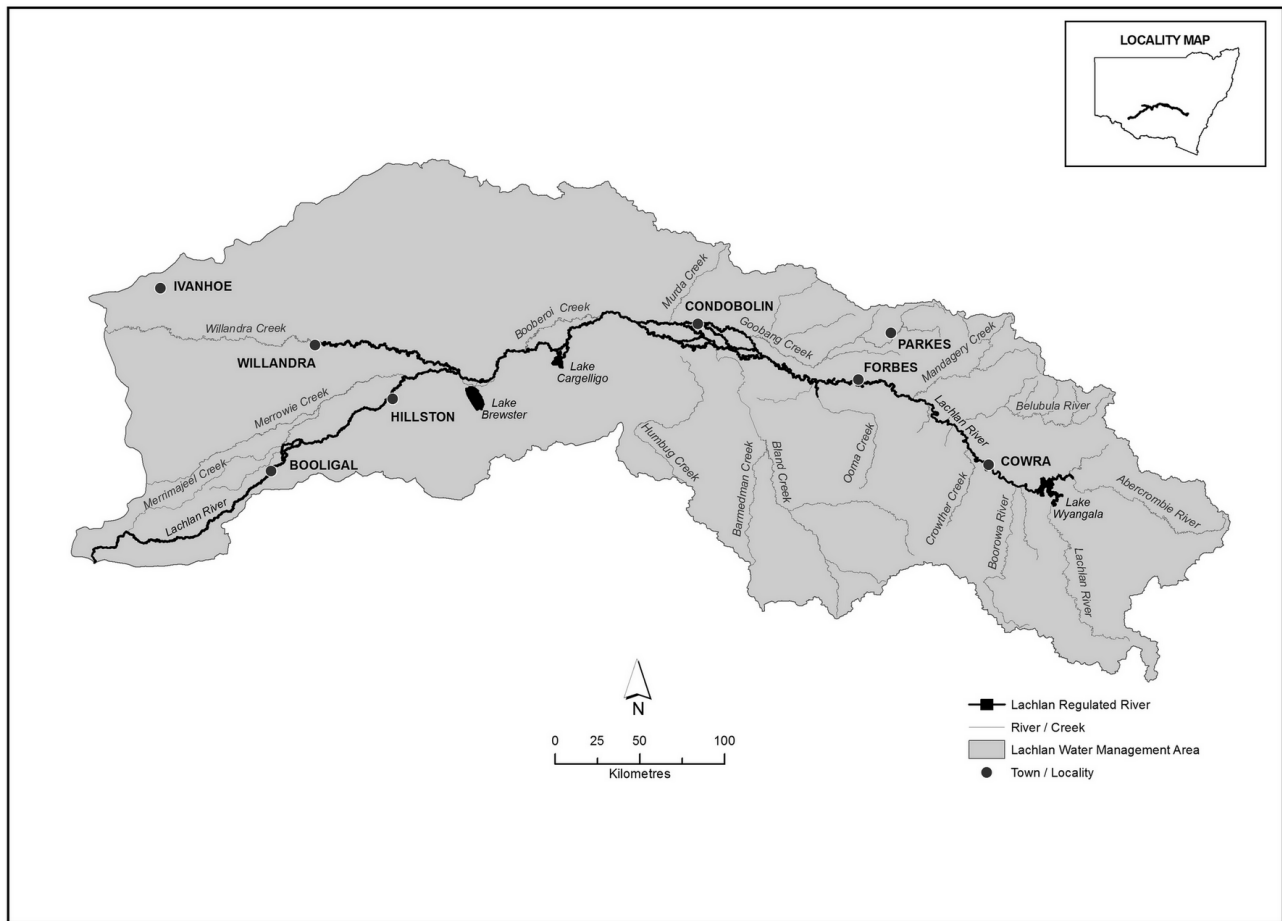 LOCALITY MAP
IVANHOE
Murda Creek
CONDOBOLIN
Booberoi Creek
Willandra Creek
Goobang Creek
PARKES
WILLANDRA
Mandagery Creek
FORBES
Lake
Cargelligo
Lake
Brewster
HILLSTON
Merrowie Creek
Lachlan River
Belubula River
Humbug Creek
Ooma Creek
BOOLIGAL
COWRA
Merrimajeel Creek
Barmedman Creek
Bland Creek
Abercrombie River
Lake
Wyangala
Crowther Creek
Lachlan River
Boorowa River
Lachlan River
N
0 25 50 100
Kilometres
Lachlan Regulated River
River / Creek
Lachlan Water Management Area
Town / Locality